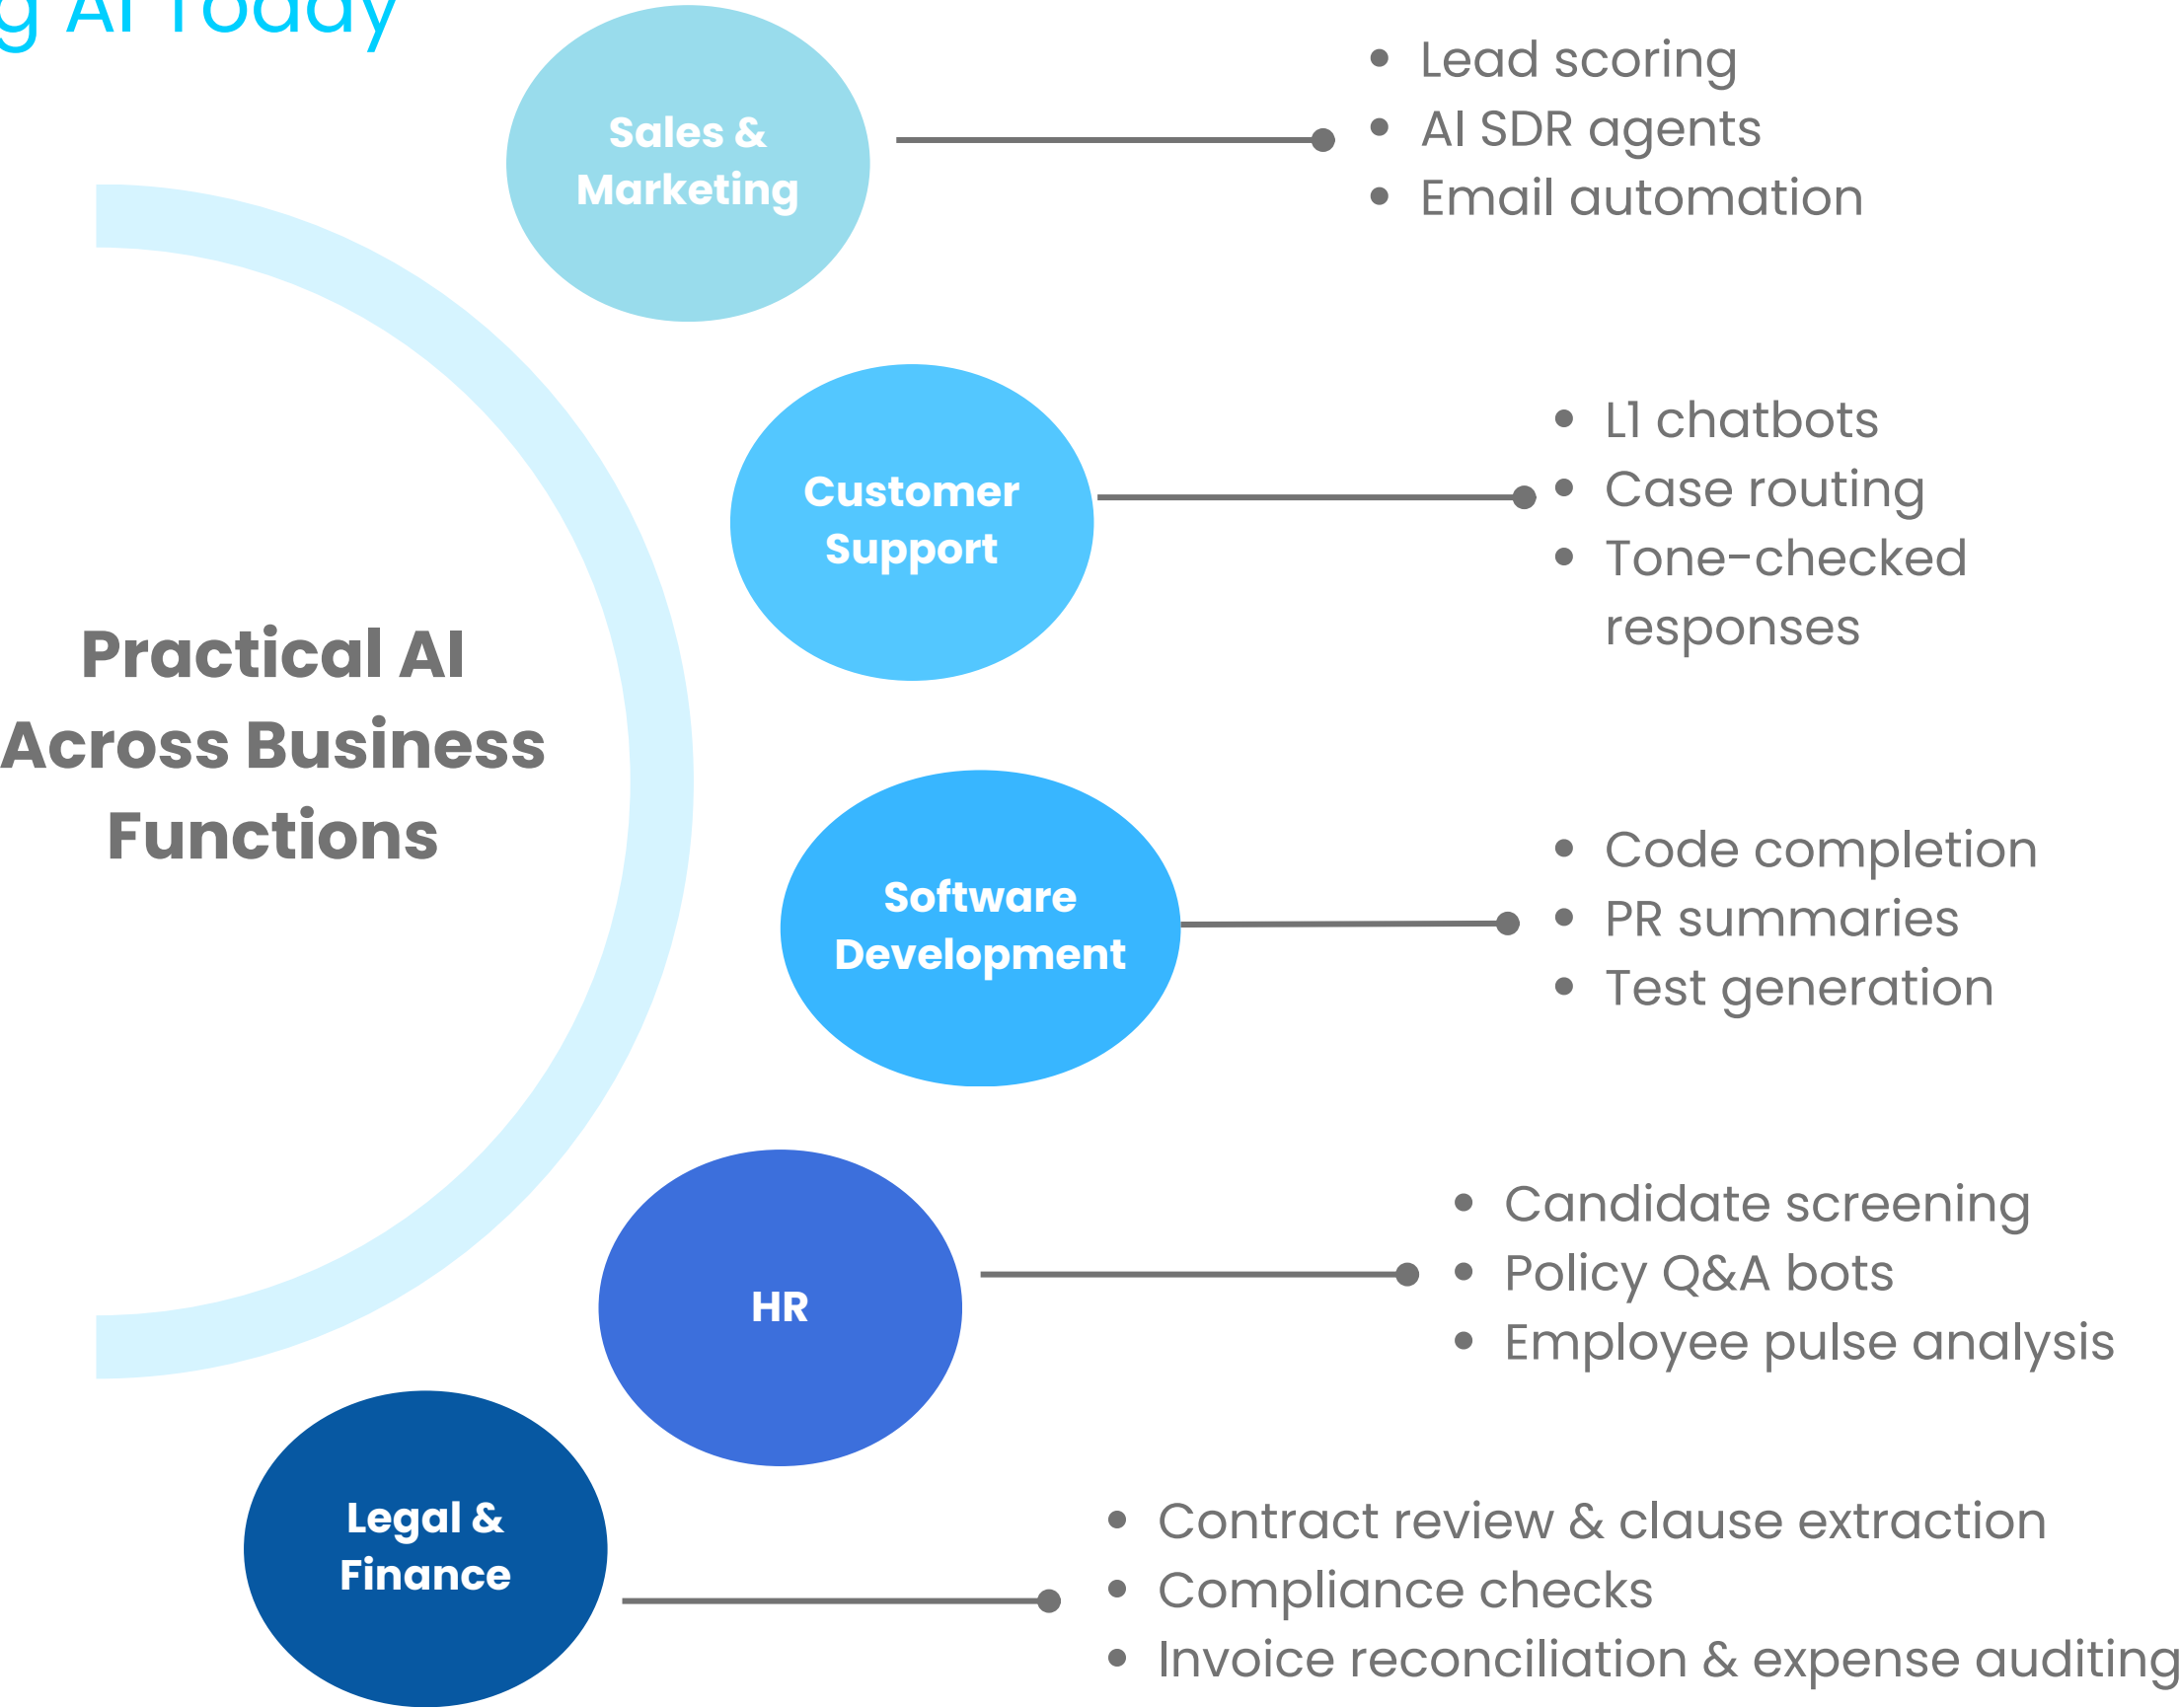 g AI Today
Sales &
Marketing
Lead scoring
AI SDR agents
Email automation
Customer
Support
L1 chatbots
Case routing
Tone-checked
responses
Practical AI
Across Business
Functions
Software
Development
Code completion
PR summaries
Test generation
HR
Candidate screening
Policy Q&A bots
Employee pulse analysis
Legal &
Finance
Contract review & clause extraction
Compliance checks
Invoice reconciliation & expense auditing